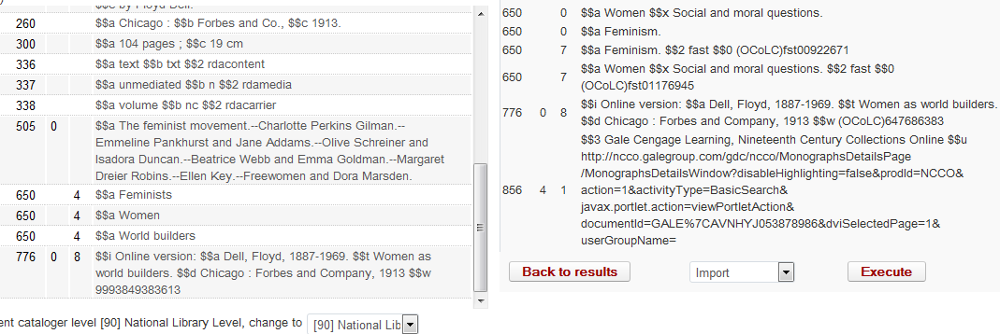 $$c by Floyd Dell.
260 $$a Chicago : $$b Forbes and Co., $$c 1913.
300 $$a 104 pages ; $$c 19 cm
336 $$a text $$b txt $$2 rdacontent
337 $$a unmediated $$b n $$2 rdamedia
338 $$a volume $$b nc $$2 rdacarrier
505 0 $$a The feminist movement.--Charlotte Perkins Gilman.--
Emmeline Pankhurst and Jane Addams.--Olive Schreiner and
Isadora Duncan.--Beatrice Webb and Emma Goldman.--Margaret
Dreier Robins.--Ellen Key.--Freewomen and Dora Marsden.
650 4 $$a Feminists
650 4 $$a Women
650 4 $$a World builders
776 0 8 $$i Online version: $$a Dell, Floyd, 1887-1969. $$t Women as
world builders. $$d Chicago : Forbes and Company, 1913 $$w
9993849383613
ent cataloger level [90] National Library Level, change to [90] National Lib
650 0 $$a Women $$x Social and moral questions.
650 0 $$a Feminism.
650 7 $$a Feminism. $$2 fast $$0 (OCoLC)fst00922671
650 7 $$a Women $$x Social and moral questions. $$2 fast $$0
(OCoLC)fst01176945
776 0 8 $$i Online version: $$a Dell, Floyd, 1887-1969. $$t Women as world builders.
$$d Chicago : Forbes and Company, 1913 $$w (OCoLC)647686383
856 4 1 $$3 Gale Cengage Learning, Nineteenth Century Collections Online $$u
http://ncco.galegroup.com/gdc/ncco/MonographsDetailsPage
/MonographsDetailsWindow?disableHighlighting=false&prodId=NCCO&
action=1&activityType=BasicSearch&
javax.portlet.action=viewPortletAction&
documentId=GALE%7CAVNHYJ053878986&dviSelectedPage=1&
userGroupName=
Back to results Import Execute